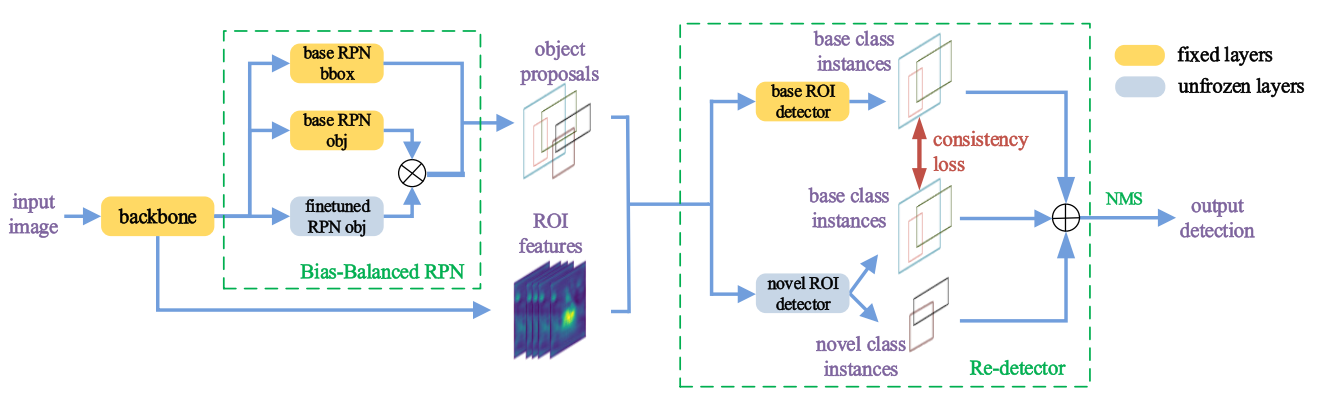 input
image
backbone
base RPN
bbox
base RPN
obj
finetuned
RPN obj
Bias-Balanced RPN
object
proposals
ROI
features
base ROI
detector
novel ROI
detector
base class
instances
consistency
loss
base class
instances
novel class
instances
Re-detector
NMS
output
detection
fixed layers
unfrozen layers